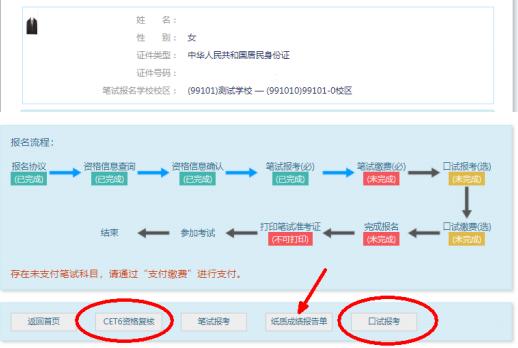 姓 名：
性 别： 女
证件类型： 中华人民共和国居民身份证
证件号码：
笔试报名学校校区： (99101)测试学校 — (991010)99101-0校区
报名流程：
报名协议 资格信息查询 资格信息确认 笔试报考(必) 笔试缴费(必) 口试报考(选)
(已完成) (已完成) (已完成) (已完成) (未完成) (未完成)
结束 参加考试 打印笔试准考证 完成报名 口试缴费(选)
(不可打印) (未完成) (未完成)
存在未支付笔试科目，请通过“支付缴费”进行支付。
返回首页 CET6资格复核 笔试报考 纸质成绩报告单 口试报考